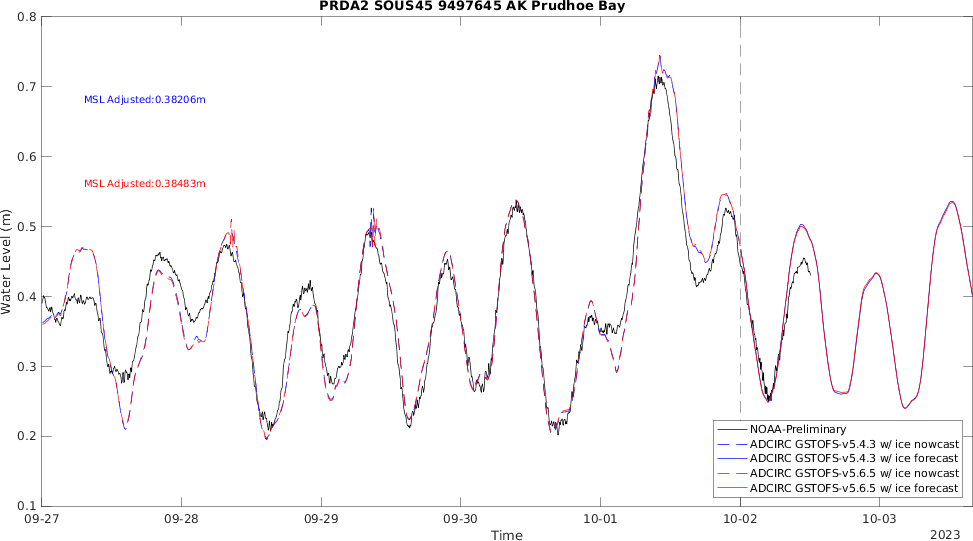 PRDA2 SOUS45 9497645 AK Prudhoe Bay
0.8
0.7
MSL Adjusted:0.38206m
0.6
MSL Adjusted:0.38483m
0.5
Water Level (m)
0.4
0.3
0.2
NOAA-Preliminary
ADCIRC GSTOFS-v5.4.3 w/ ice nowcast
ADCIRC GSTOFS-v5.4.3 w/ ice forecast
ADCIRC GSTOFS-v5.6.5 w/ ice nowcast
ADCIRC GSTOFS-v5.6.5 w/ ice forecast
0.1
09-27 09-28 09-29 09-30 10-01 10-02 10-03
Time
2023